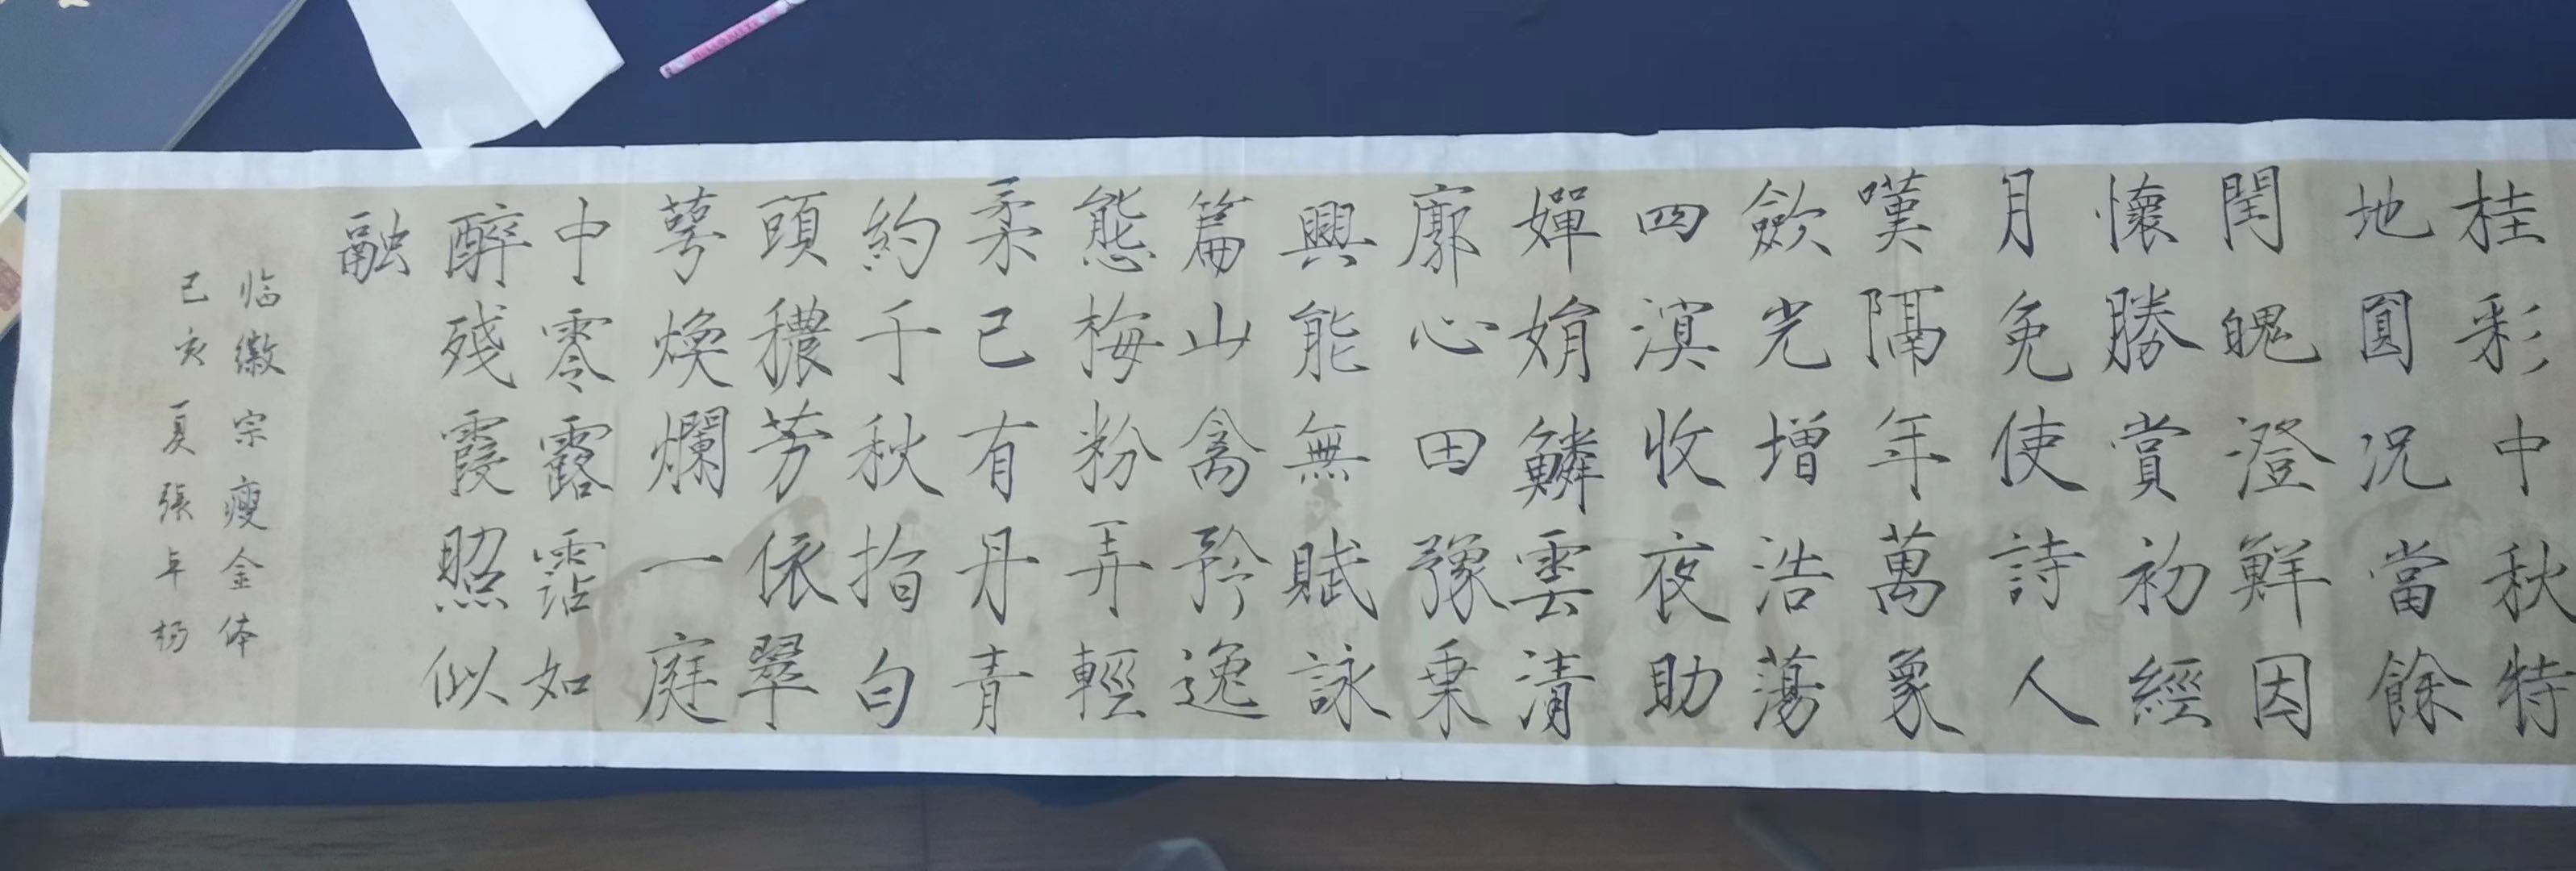 桂彩中秋特
地圓況當餘
閏魄澄鮮因
懷勝賞初經
月免使詩人
嘆隔年萬象
歛光增浩蕩
四溟收夜助
嬋娟鱗雲清
廓心田豫乗
興能無賦詠
篇山禽矜逸
態梅粉弄輕
柔已有丹青
約千秋指白
頭穠芳依翠
萼煥爛一庭
中零露霑如
醉殘霞照似
融
临徽宗瘦金体
己亥夏張卓楊
HELLO KITTY